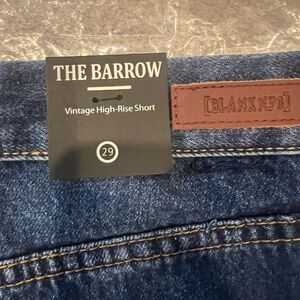 THE BARROW
Vintage High-Rise Short
29
[BLANKNYC]